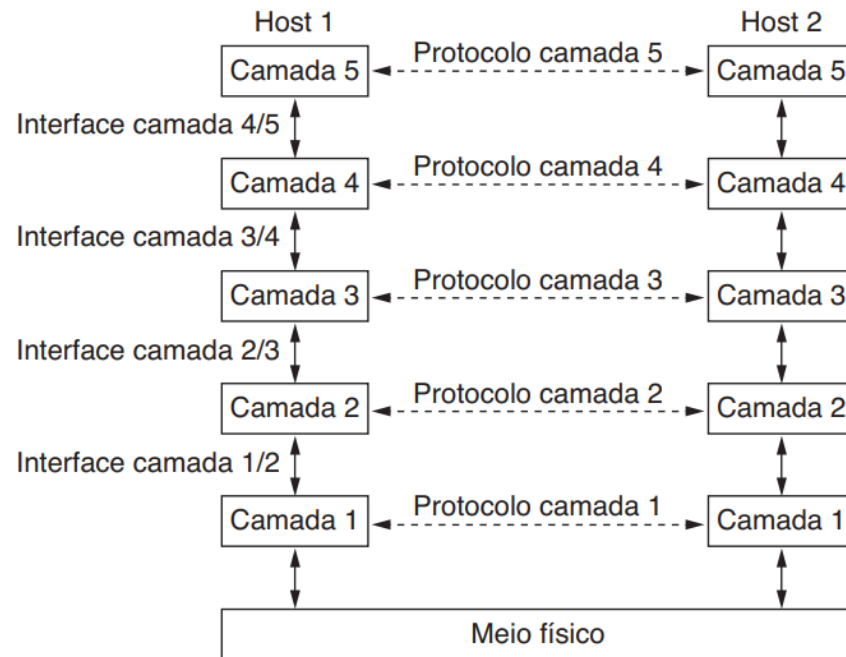 Host 1 Host 2
Camada 5 Protocolo camada 5 Camada 5
Interface camada 4/5
Camada 4 Protocolo camada 4 Camada 4
Interface camada 3/4
Camada 3 Protocolo camada 3 Camada 3
Interface camada 2/3
Camada 2 Protocolo camada 2 Camada 2
Interface camada 1/2
Camada 1 Protocolo camada 1 Camada 1
Meio físico